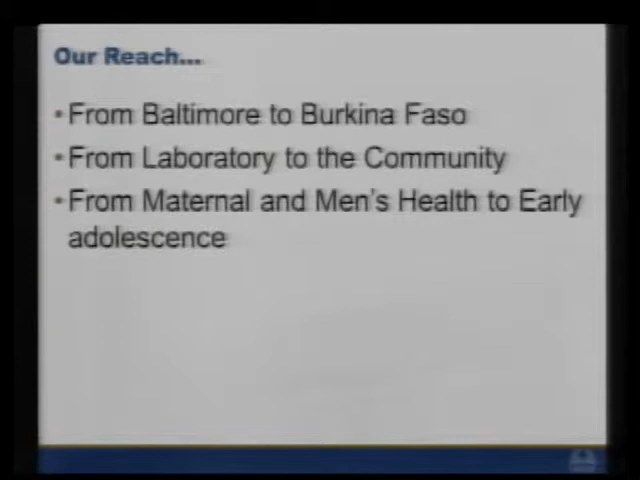 Our Reach...
• From Baltimore to Burkina Faso
• From Laboratory to the Community
• From Maternal and Men's Health to Early
adolescence